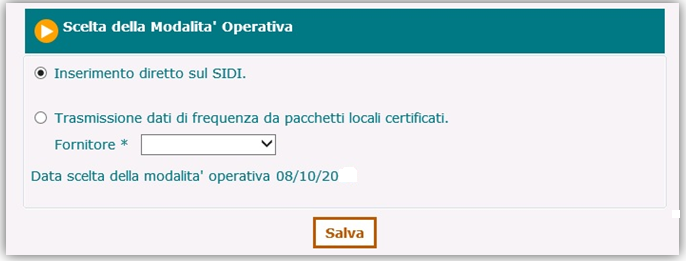 Scelta della Modalita' Operativa
Inserimento diretto sul SIDI.
Trasmissione dati di frequenza da pacchetti locali certificati.
Fornitore *
Data scelta della modalita' operativa 08/10/20
Salva